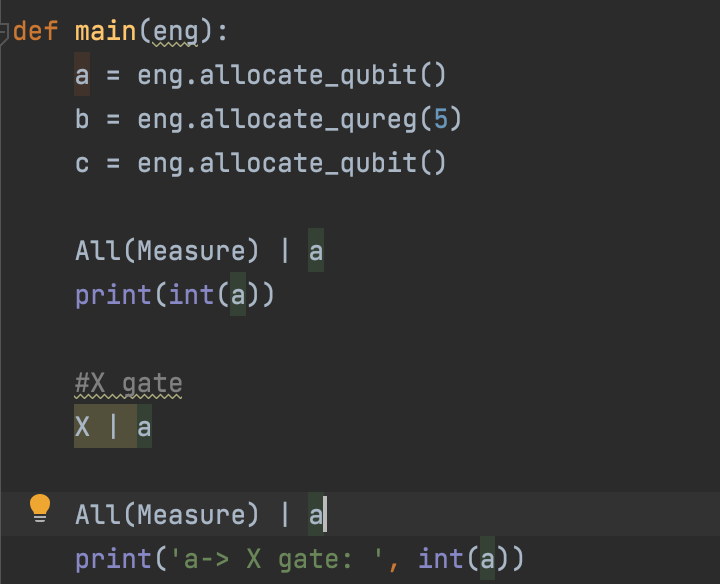 def main(eng):
    a = eng.allocate_qubit()
    b = eng.allocate_qureg(5)
    c = eng.allocate_qubit()
    All(Measure) | a
    print(int(a))
    #X gate
    X | a
    All(Measure) | a
    print('a-> X gate: ', int(a))